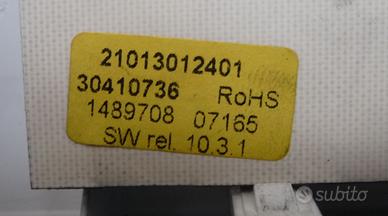 21013012401
30410736 RoHS
1489708 07165
SW rel. 10.3.1
subito